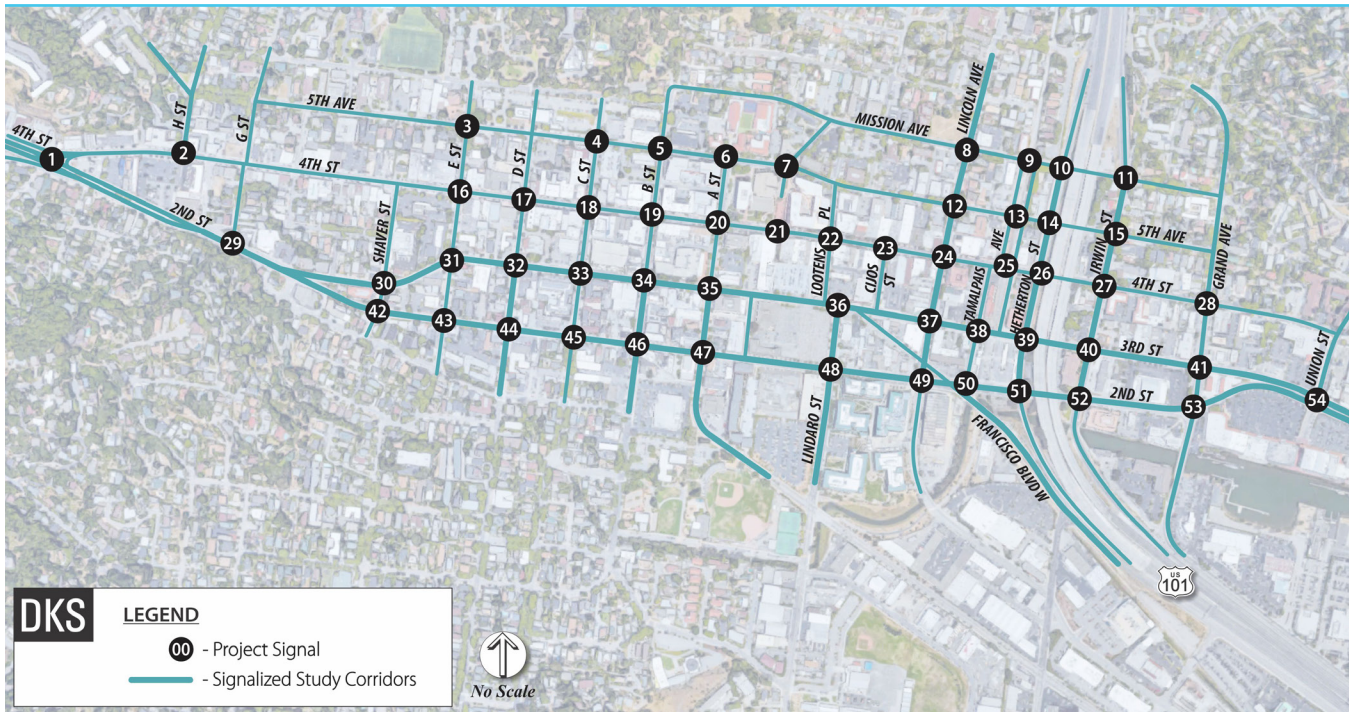 4TH ST
1
H ST
2
G ST
5TH AVE
4TH ST
2ND ST
29
SHAVER ST
30
42
3
E ST
16
31
43
D ST
17
32
44
4
C ST
18
33
45
5
B ST
19
34
46
6
A ST
20
35
47
7
21
LOOTENS PL
22
36
48
LINDARO ST
CIJOS ST
23
MISSION AVE
LINCOLN AVE
8
12
24
37
49
9
13
25
TAMALPAIS AVE
38
50
FRANCISCO BLVD W
10
14
26
HETHERTON ST
39
51
11
15
IRWIN ST
27
40
52
5TH AVE
4TH ST
3RD ST
2ND ST
GRAND AVE
28
41
53
UNION ST
54
US
101
DKS
LEGEND
00 - Project Signal
- Signalized Study Corridors
No Scale